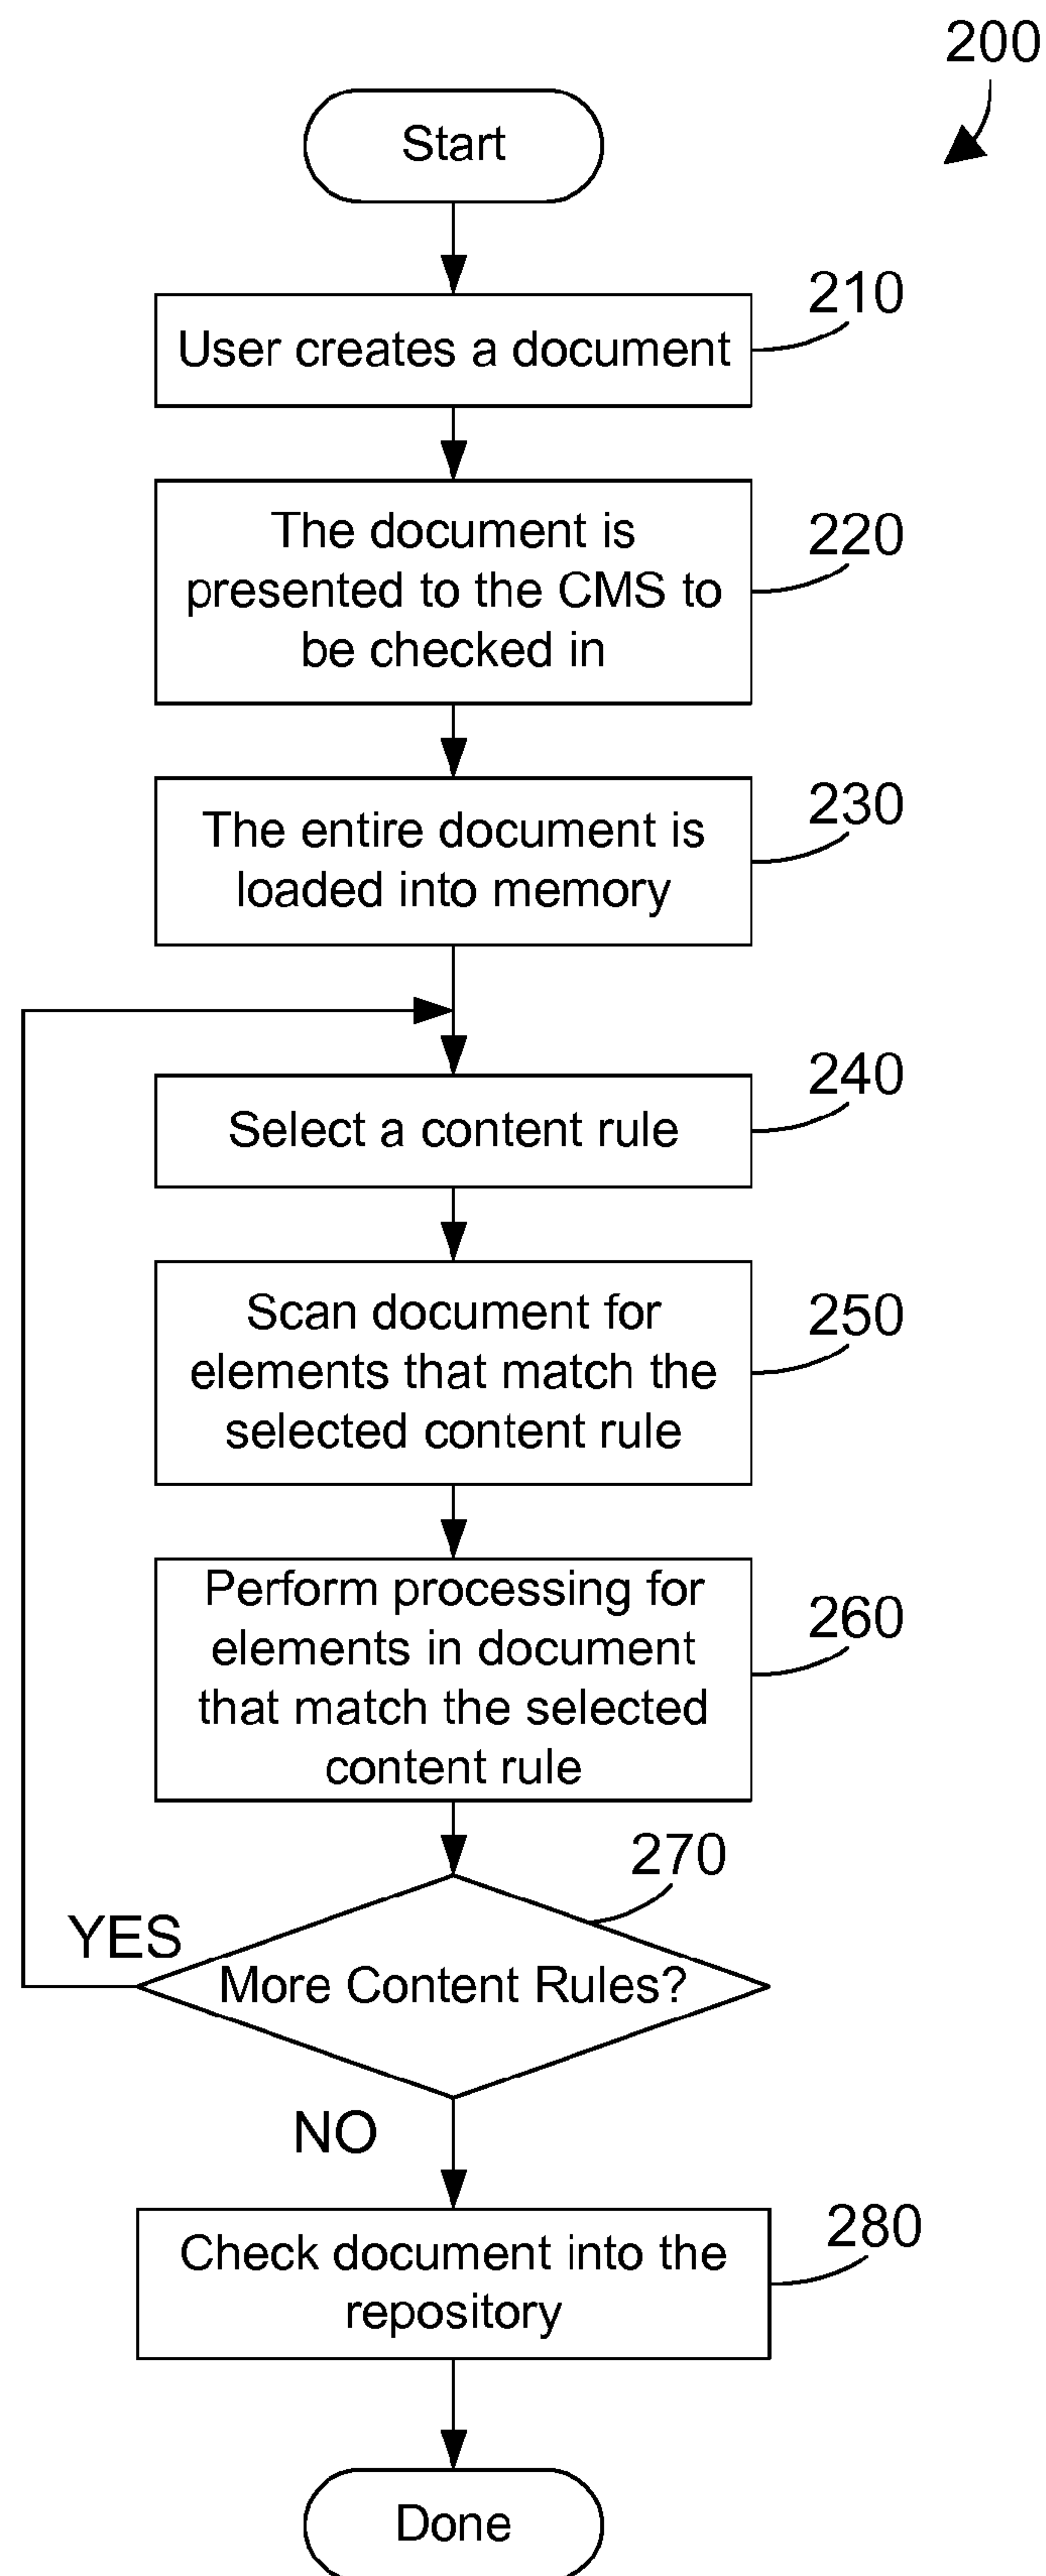 200
Start
210
User creates a document
220
The document is
presented to the CMS to
be checked in
230
The entire document is
loaded into memory
240
Select a content rule
250
Scan document for
elements that match the
selected content rule
260
Perform processing for
elements in document
that match the selected
content rule
270
YES
More Content Rules?
NO
280
Check document into the
repository
Done